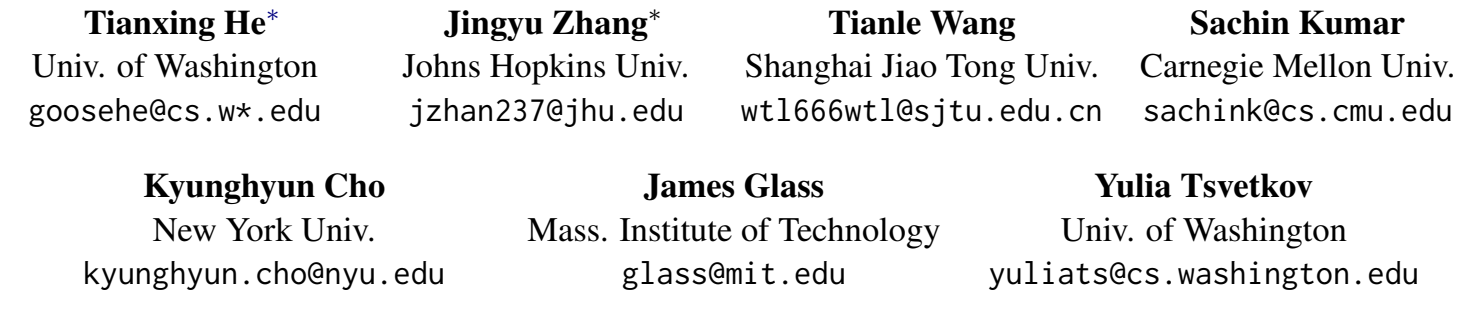 Tianxing He* Jingyu Zhang* Tianle Wang Sachin Kumar
Univ. of Washington Johns Hopkins Univ. Shanghai Jiao Tong Univ. Carnegie Mellon Univ.
goosehe@cs.w*.edu jzhan237@jhu.edu wtl666wtl@sjtu.edu.cn sachink@cs.cmu.edu
Kyunghyun Cho James Glass Yulia Tsvetkov
New York Univ. Mass. Institute of Technology Univ. of Washington
kyunghyun.cho@nyu.edu glass@mit.edu yuliats@cs.washington.edu